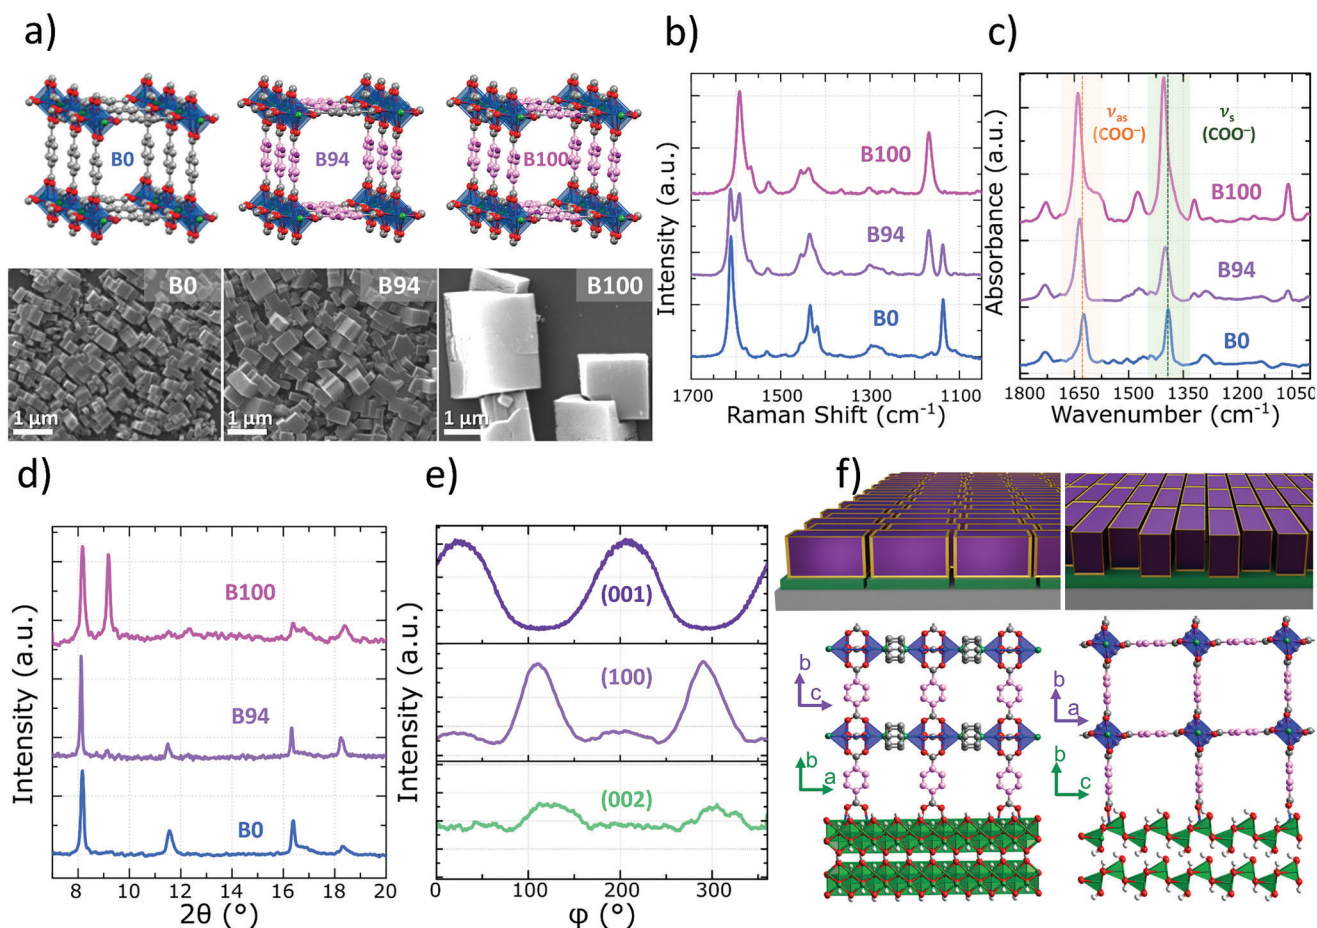 a)
B0
B94
B100
B0
B94
B100
1 μm
1 μm
1 μm
b)
Intensity (a.u.)
B100
B94
B0
1700
1500
1300
1100
Raman Shift (cm⁻¹)
c)
Absorbance (a.u.)
νas
(COO⁻)
νs
(COO⁻)
B100
B94
B0
1800
1650
1500
1350
1200
1050
Wavenumber (cm⁻¹)
d)
Intensity (a.u.)
B100
B94
B0
8
10
12
14
16
18
20
2θ (°)
e)
Intensity (a.u.)
(001)
(100)
(002)
0
100
200
300
φ (°)
f)
b
c
b
a
b
a
b
c